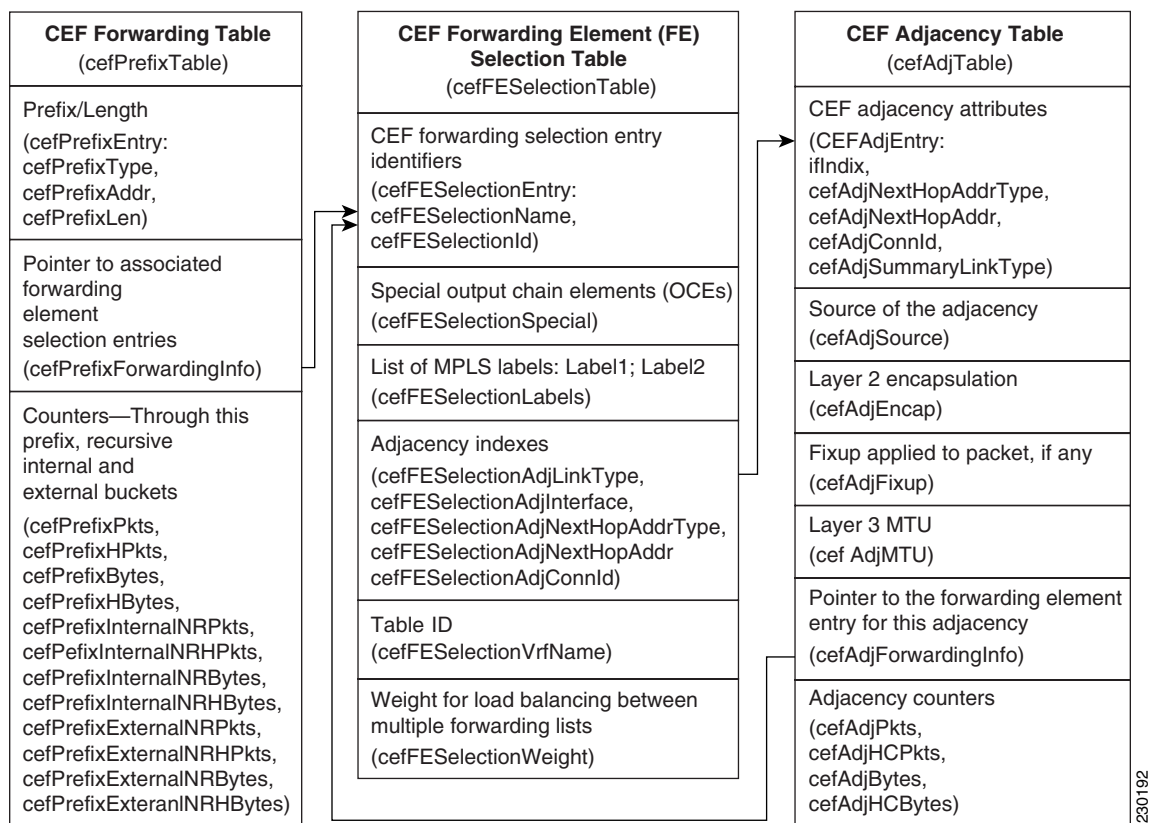 CEF Forwarding Table
(cefPrefixTable)
Prefix/Length
(cefPrefixEntry:
cefPrefixType,
cefPrefixAddr,
cefPrefixLen)
Pointer to associated
forwarding
element
selection entries
(cefPrefixForwardingInfo)
Counters—Through this
prefix, recursive
internal and
external buckets
(cefPrefixPkts,
cefPrefixHPkts,
cefPrefixBytes,
cefPrefixHBytes,
cefPrefixInternalNRPkts,
cefPefixInternalNRHPkts,
cefPrefixInternalNRBytes,
cefPrefixInternalNRHBytes,
cefPrefixExternalNRPkts,
cefPrefixExternalNRHPkts,
cefPrefixExternalNRBytes,
cefPrefixExteranlNRHBytes)
CEF Forwarding Element (FE)
Selection Table
(cefFESelectionTable)
CEF forwarding selection entry
identifiers
(cefFESelectionEntry:
cefFESelectionName,
cefFESelectionId)
Special output chain elements (OCEs)
(cefFESelectionSpecial)
List of MPLS labels: Label1; Label2
(cefFESelectionLabels)
Adjacency indexes
(cefFESelectionAdjLinkType,
cefFESelectionAdjInterface,
cefFESelectionAdjNextHopAddrType,
cefFESelectionAdjNextHopAddr
cefFESelectionAdjConnId)
Table ID
(cefFESelectionVrfName)
Weight for load balancing between
multiple forwarding lists
(cefFESelectionWeight)
CEF Adjacency Table
(cefAdjTable)
CEF adjacency attributes
(CEFAdjEntry:
ifIndix,
cefAdjNextHopAddrType,
cefAdjNextHopAddr,
cefAdjConnId,
cefAdjSummaryLinkType)
Source of the adjacency
(cefAdjSource)
Layer 2 encapsulation
(cefAdjEncap)
Fixup applied to packet, if any
(cefAdjFixup)
Layer 3 MTU
(cef AdjMTU)
Pointer to the forwarding element
entry for this adjacency
(cefAdjForwardingInfo)
Adjacency counters
(cefAdjPkts,
cefAdjHCPkts,
cefAdjBytes,
cefAdjHCBytes)
230192